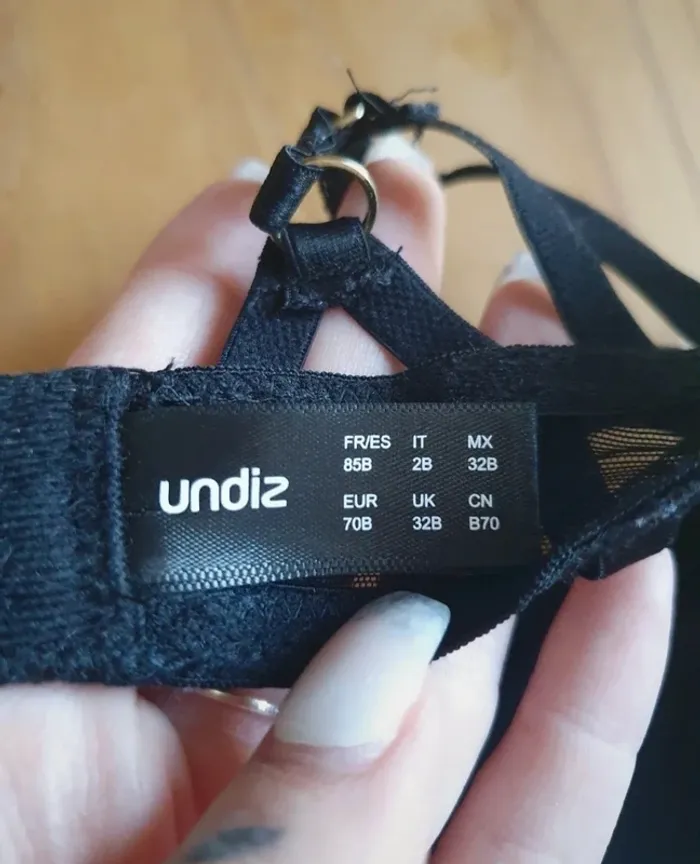 undiz
FR/ES IT MX
85B 2B 32B
EUR UK CN
70B 32B B70